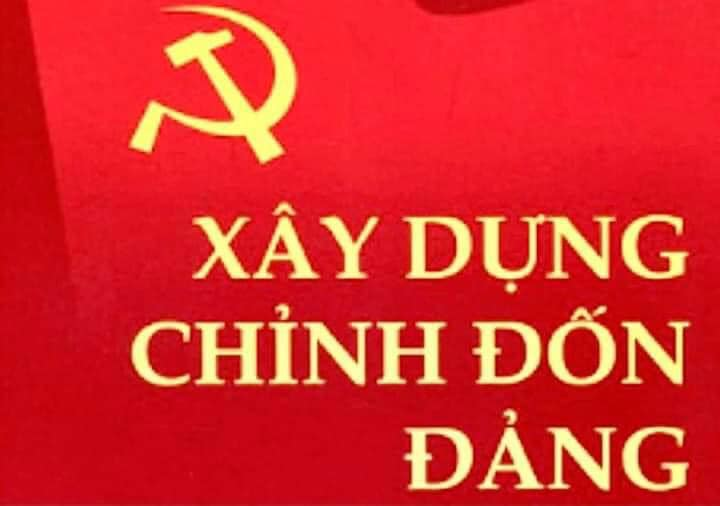 XÂY DỰNG
CHỈNH ĐỐN
ĐẢNG